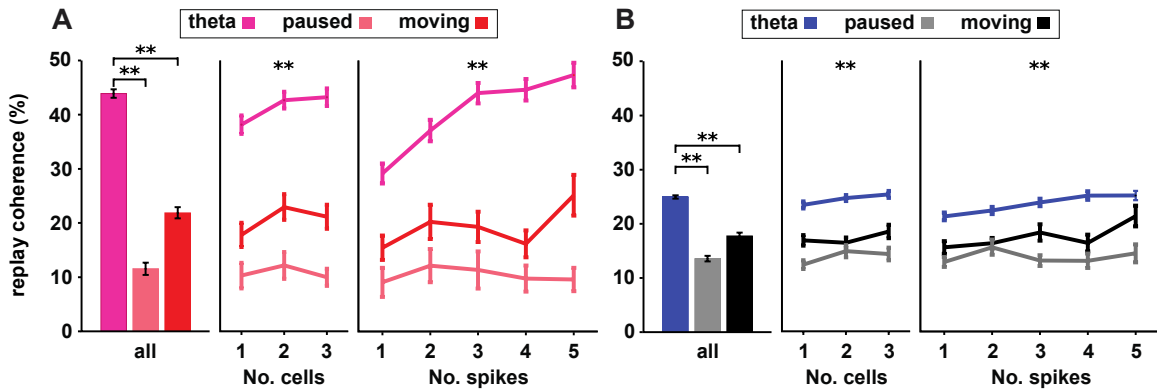 A
theta paused moving
B
theta paused moving
replay coherence (%)
50
40
30
20
10
0
**
**
all
**
1 2 3
No. cells
**
1 2 3 4 5
No. spikes
50
40
30
20
10
0
**
**
all
**
1 2 3
No. cells
**
1 2 3 4 5
No. spikes